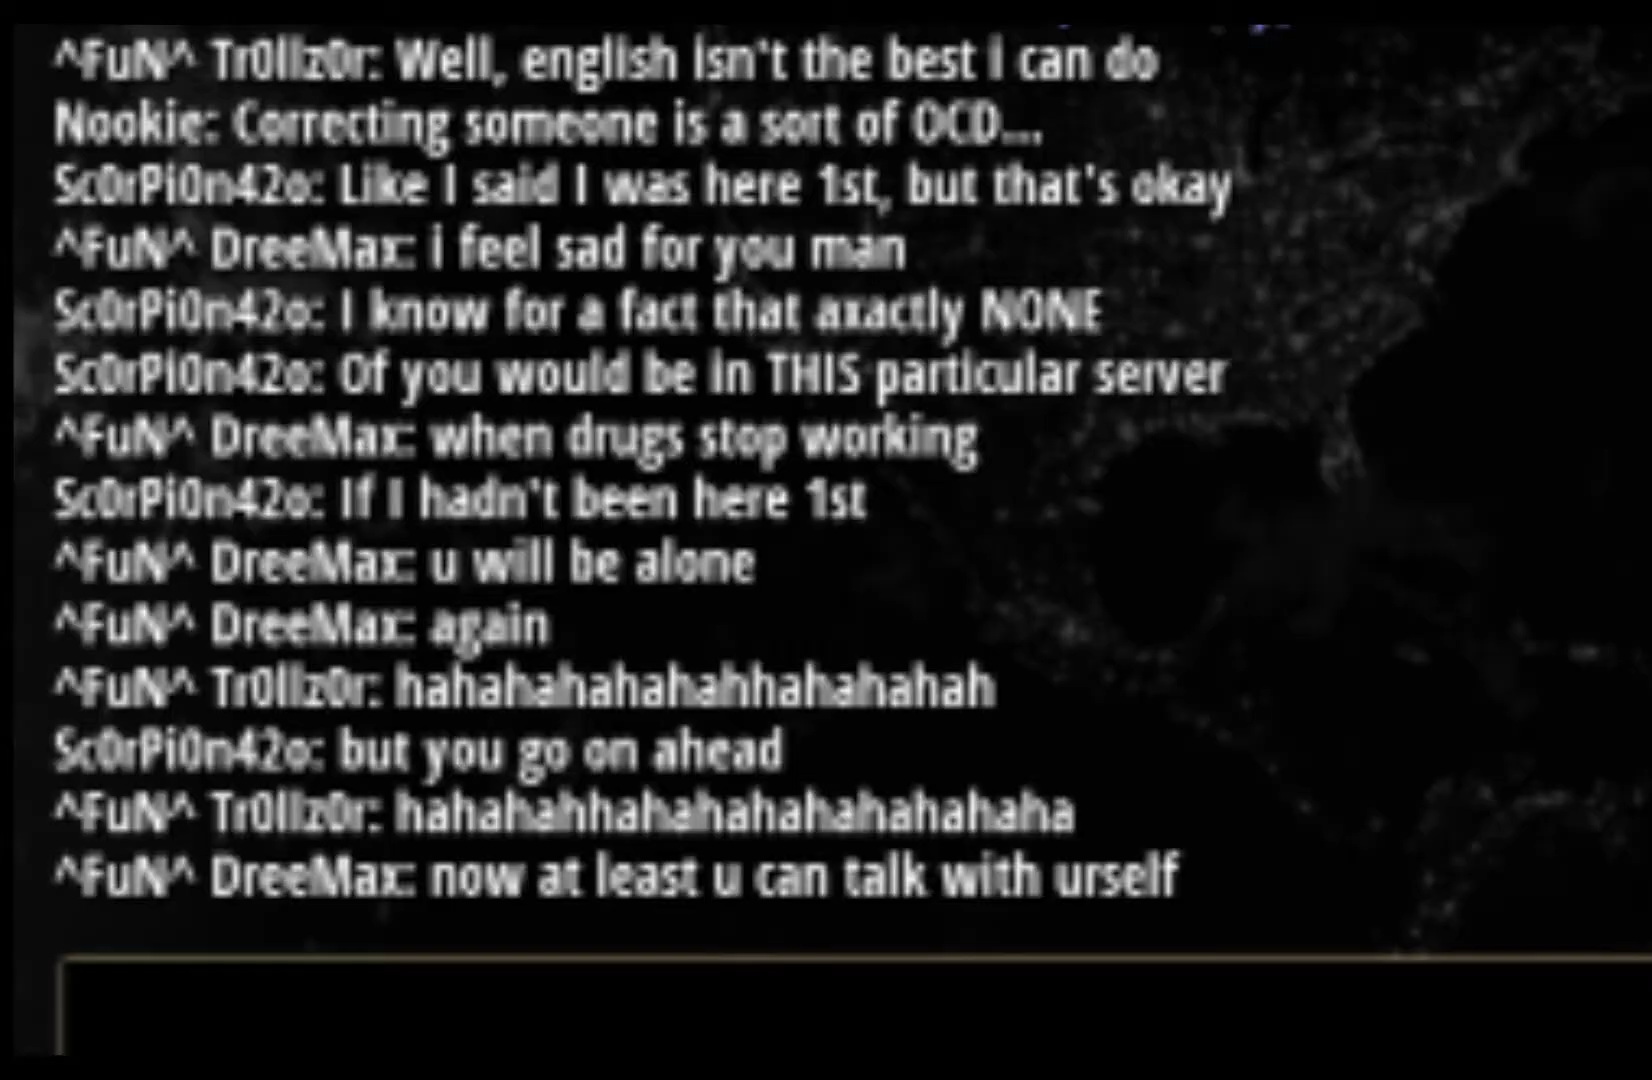 ^FuN^ Tr0llz0r: Well, english isn't the best i can do
Nookie: Correcting someone is a sort of OCD...
Sc0rPi0n42o: Like I said I was here 1st, but that's okay
^FuN^ DreeMax: i feel sad for you man
Sc0rPi0n42o: I know for a fact that axactly NONE
Sc0rPi0n42o: Of you would be in THIS particular server
^FuN^ DreeMax: when drugs stop working
Sc0rPi0n42o: If I hadn't been here 1st
^FuN^ DreeMax: u will be alone
^FuN^ DreeMax: again
^FuN^ Tr0llz0r: hahahahahahahhahahahah
Sc0rPi0n42o: but you go on ahead
^FuN^ Tr0llz0r: hahahahhahahahahahahahaha
^FuN^ DreeMax: now at least u can talk with urself